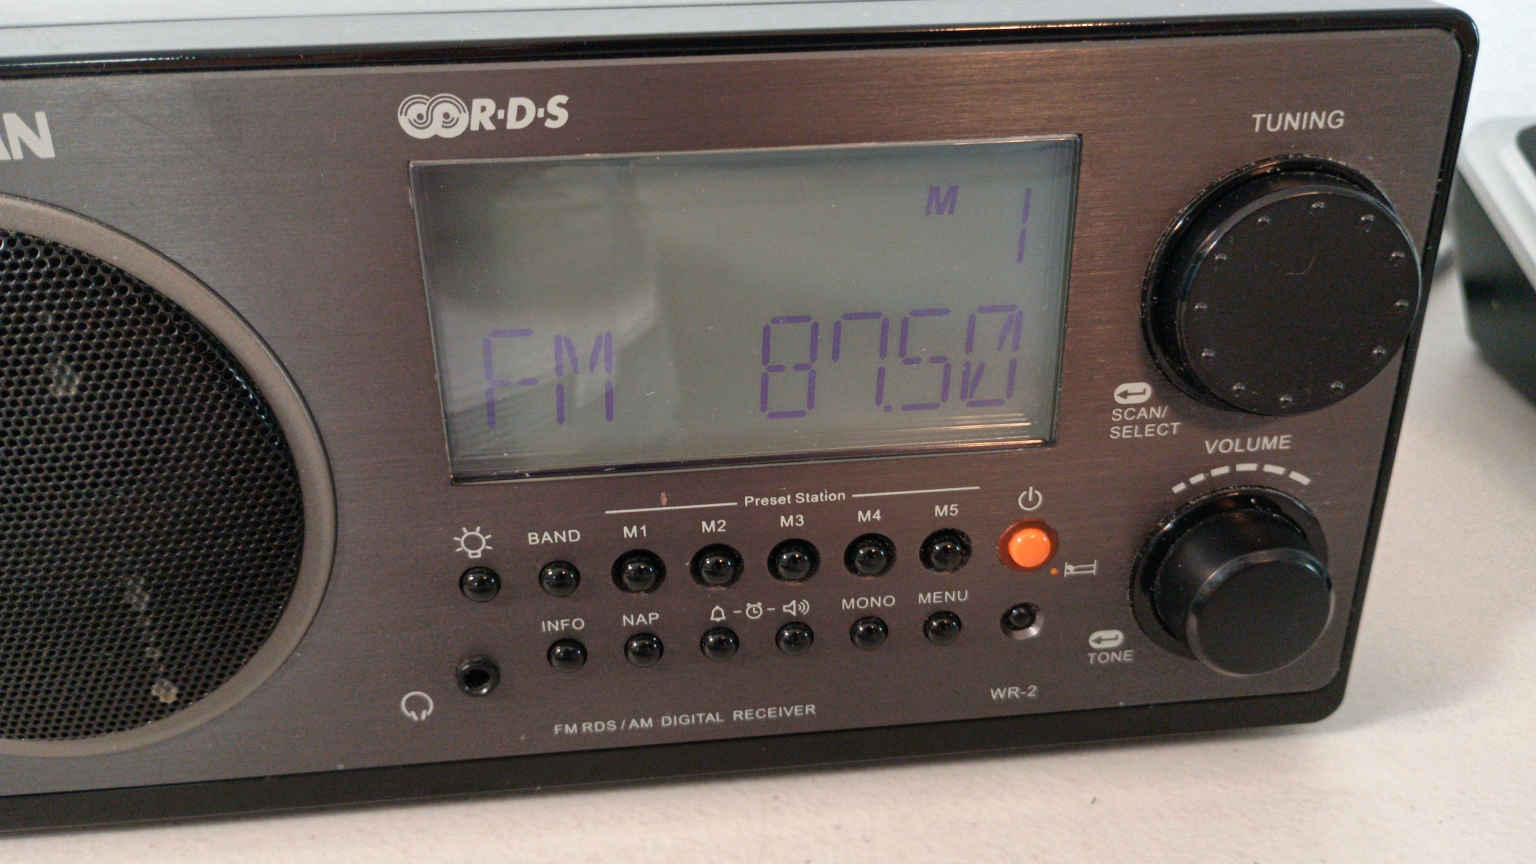 AN
R·D·S
TUNING
M 1
FM 87.50
SCAN/
SELECT
VOLUME
Preset Station
BAND M1 M2 M3 M4 M5
INFO NAP MONO MENU
TONE
WR-2
FM RDS / AM DIGITAL RECEIVER